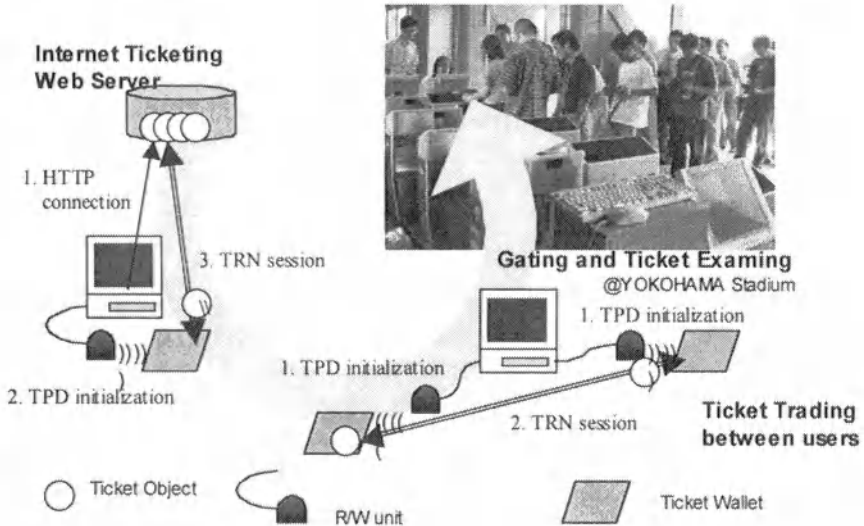 Internet Ticketing
Web Server
1. HTTP
connection
3. TRN session
2. TPD initialization
Gating and Ticket Examing
@YOKOHAMA Stadium
1. TPD initialization
1. TPD initialization
2. TRN session
Ticket Trading
between users
Ticket Object
R/W unit
Ticket Wallet